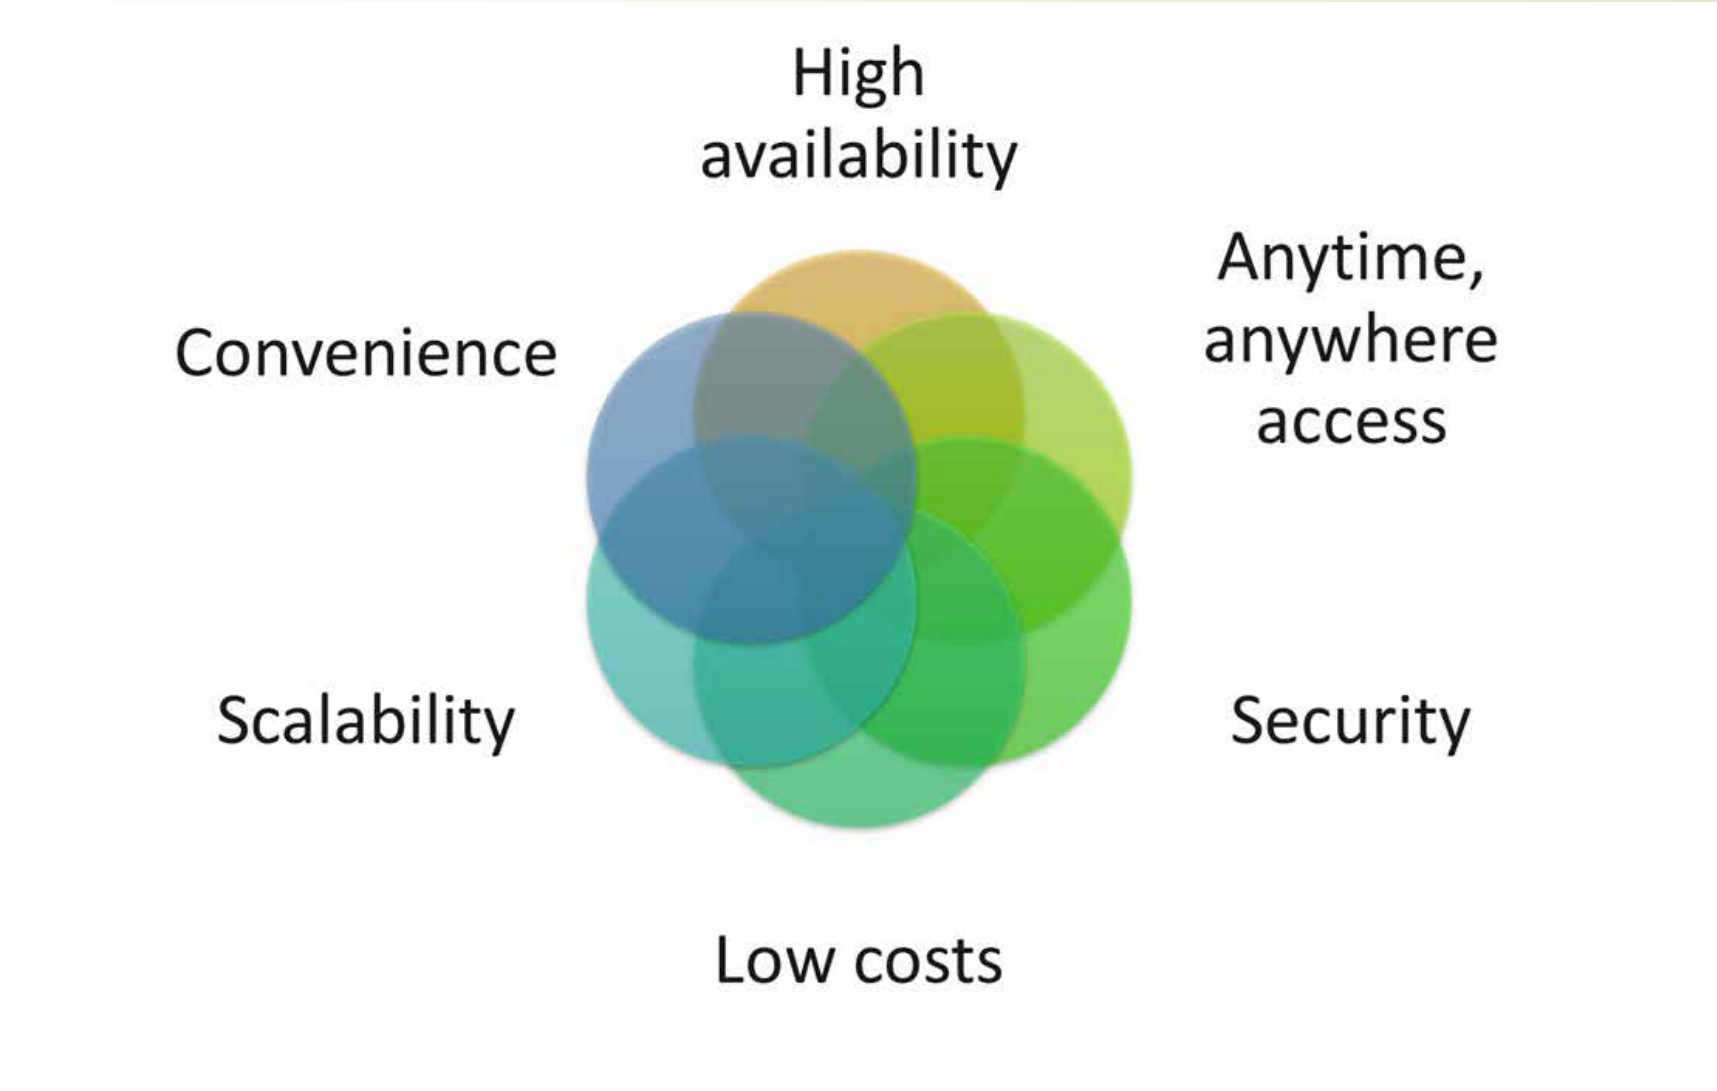 High
availability
Anytime,
anywhere
access
Convenience
Scalability
Security
Low costs